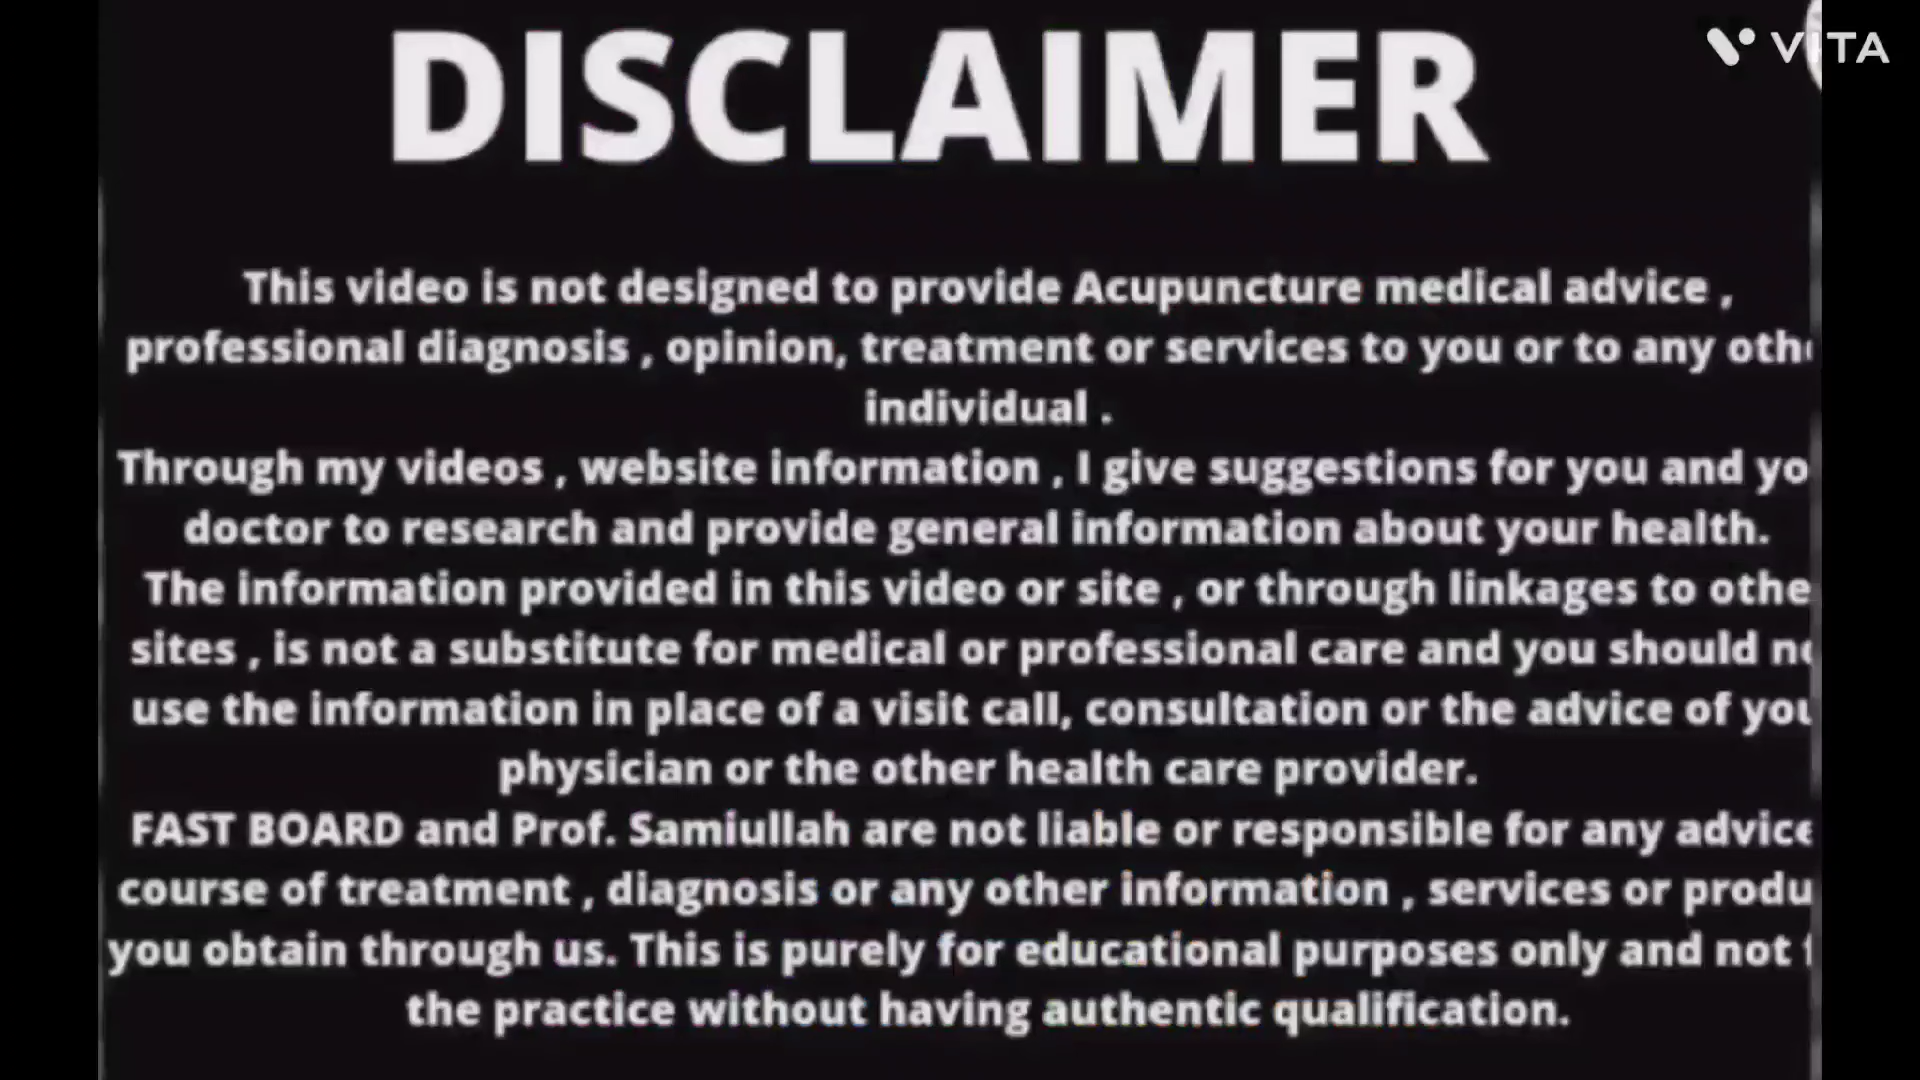 DISCLAIMER
VITA
This video is not designed to provide Acupuncture medical advice ,
professional diagnosis , opinion, treatment or services to you or to any
individual .
Through my videos , website information , I give suggestions for you and
doctor to research and provide general information about your health.
The information provided in this video or site , or through linkages to
sites , is not a substitute for medical or professional care and you should
use the information in place of a visit call, consultation or the advice of
physician or the other health care provider.
FAST BOARD and Prof. Samiullah are not liable or responsible for any advice
course of treatment , diagnosis or any other information , services or
you obtain through us. This is purely for educational purposes only and not
the practice without having authentic qualification.